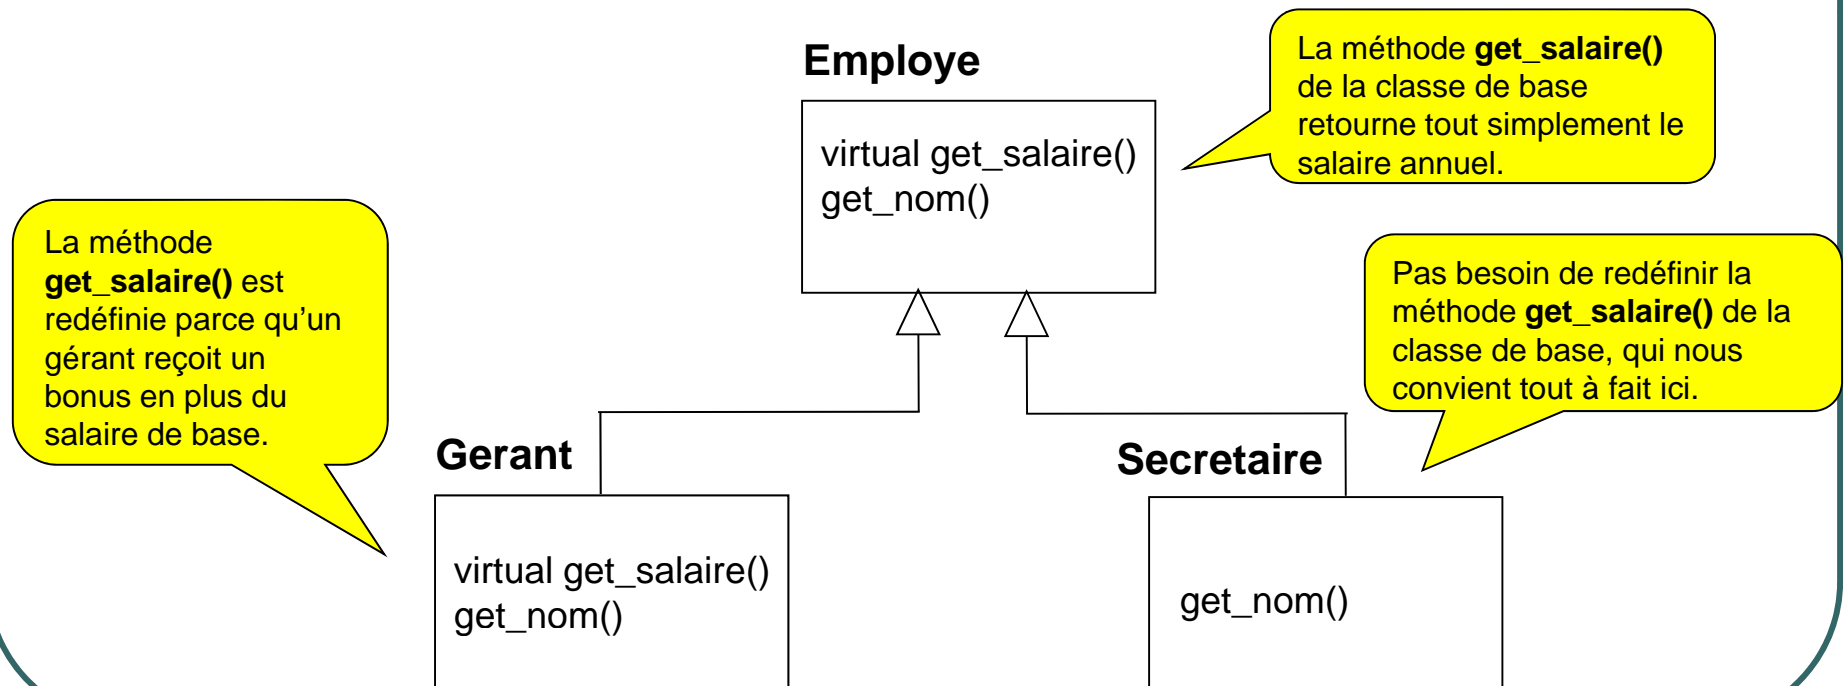 Employe
virtual get_salaire()
get_nom()
La méthode get_salaire()
de la classe de base
retourne tout simplement le
salaire annuel.
La méthode
get_salaire() est
redéfinie parce qu’un
gérant reçoit un
bonus en plus du
salaire de base.
Pas besoin de redéfinir la
méthode get_salaire() de la
classe de base, qui nous
convient tout à fait ici.
Gerant
virtual get_salaire()
get_nom()
Secretaire
get_nom()